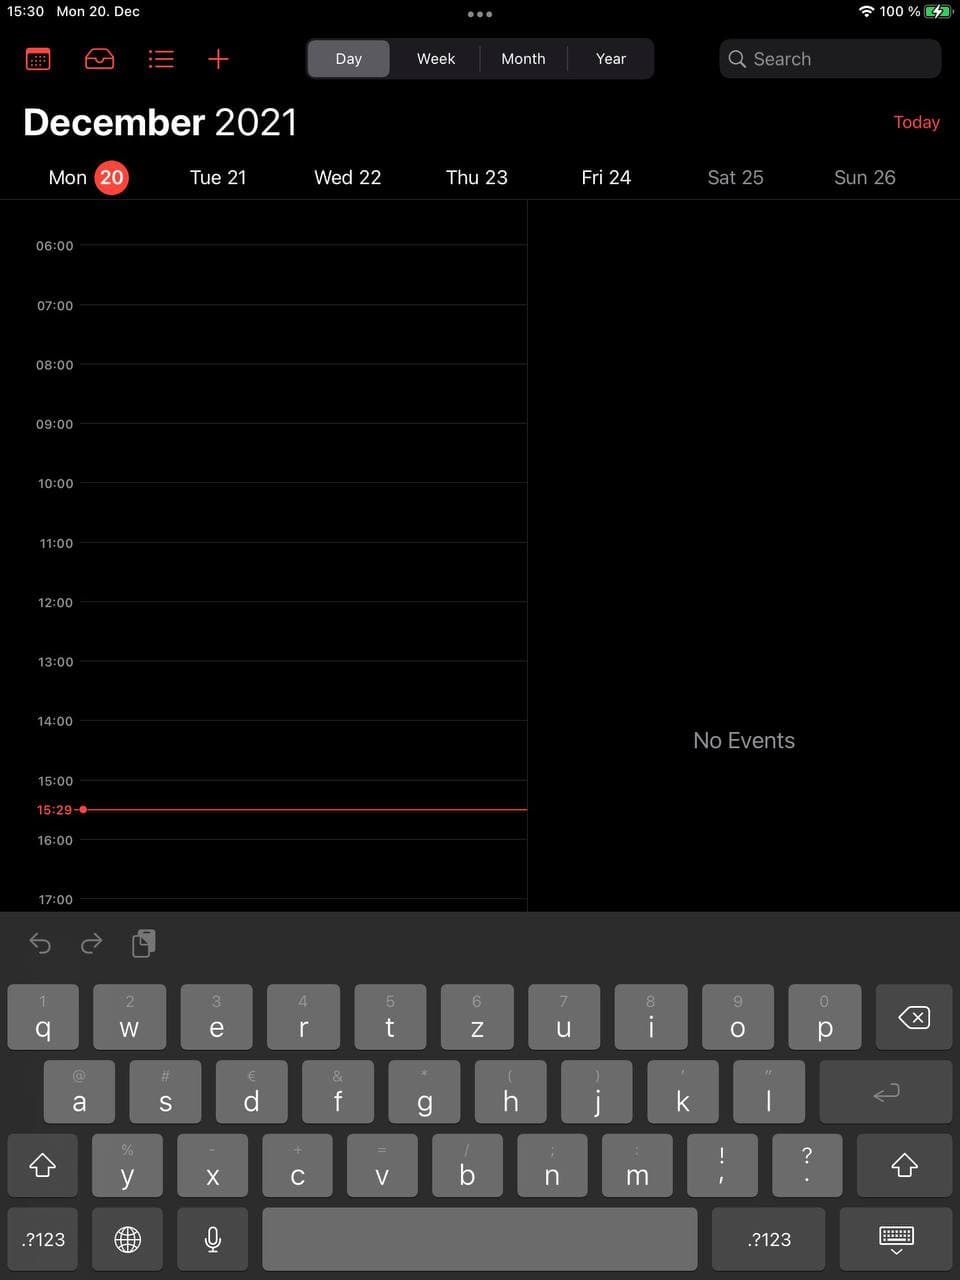 15:30 Mon 20. Dec 100 %
Day Week Month Year Search
December 2021 Today
Mon 20 Tue 21 Wed 22 Thu 23 Fri 24 Sat 25 Sun 26
06:00
07:00
08:00
09:00
10:00
11:00
12:00
13:00
14:00
No Events
15:00
15:29
16:00
17:00
1 2 3 4 5 6 7 8 9 0
q w e r t z u i o p
@ # € & * ( ) ' "
a s d f g h j k l
% - + = / ; : ! ?
y x c v b n m , .
.?123 .?123